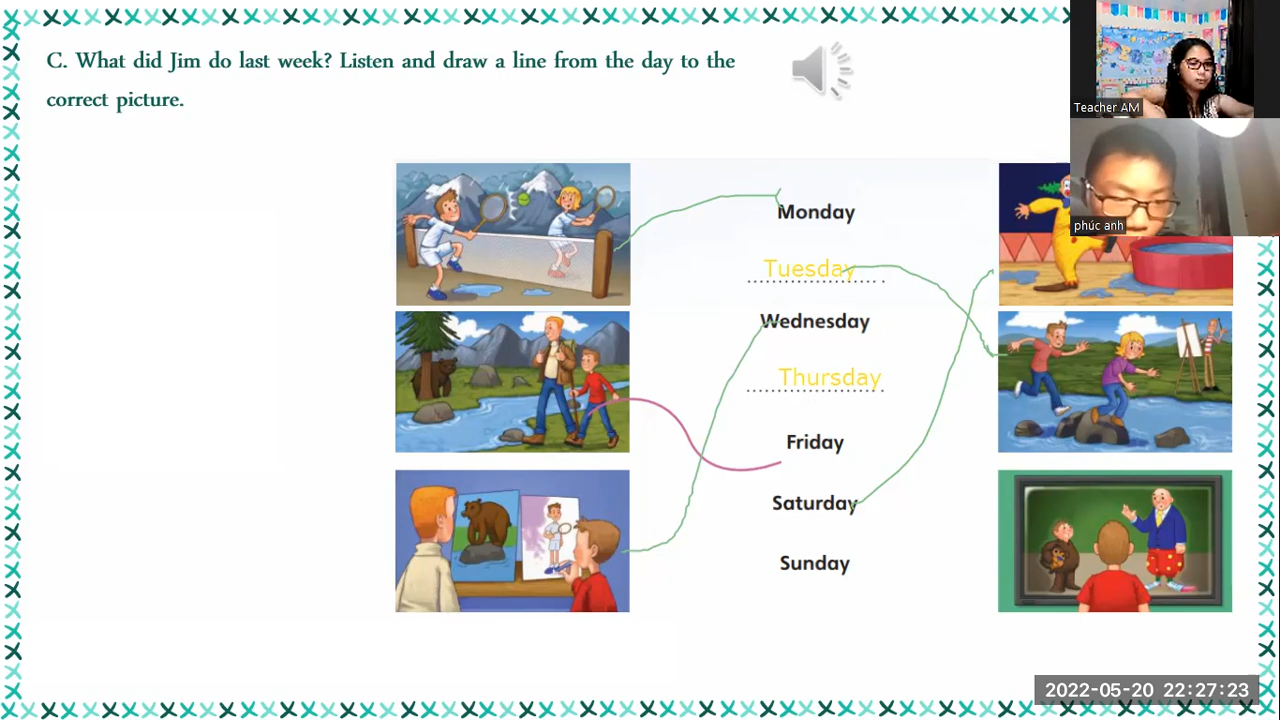 C. What did Jim do last week? Listen and draw a line from the day to the
correct picture.
Teacher AM
phúc anh
Monday
Tuesday
Wednesday
Thursday
Friday
Saturday
Sunday
2022-05-20 22:27:23